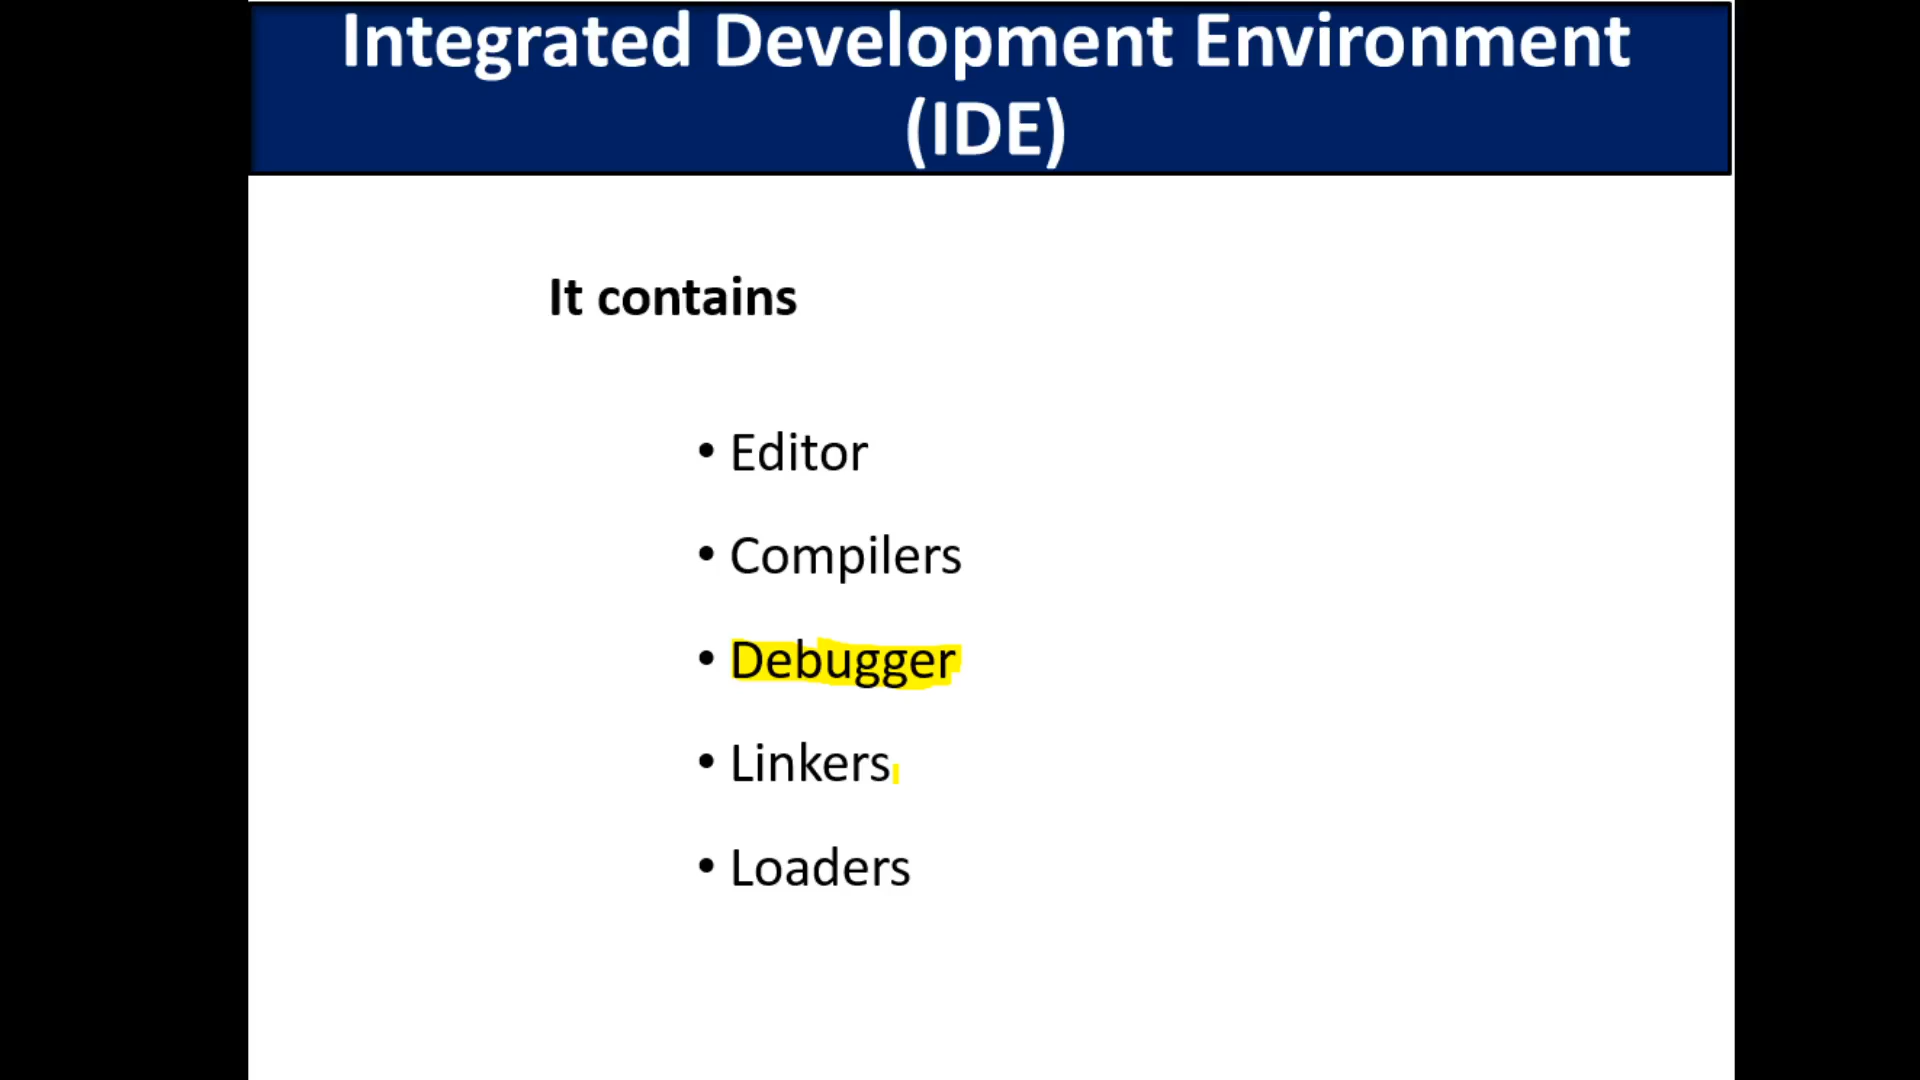 Integrated Development Environment
(IDE)
It contains
• Editor
• Compilers
• Debugger
• Linkers
• Loaders